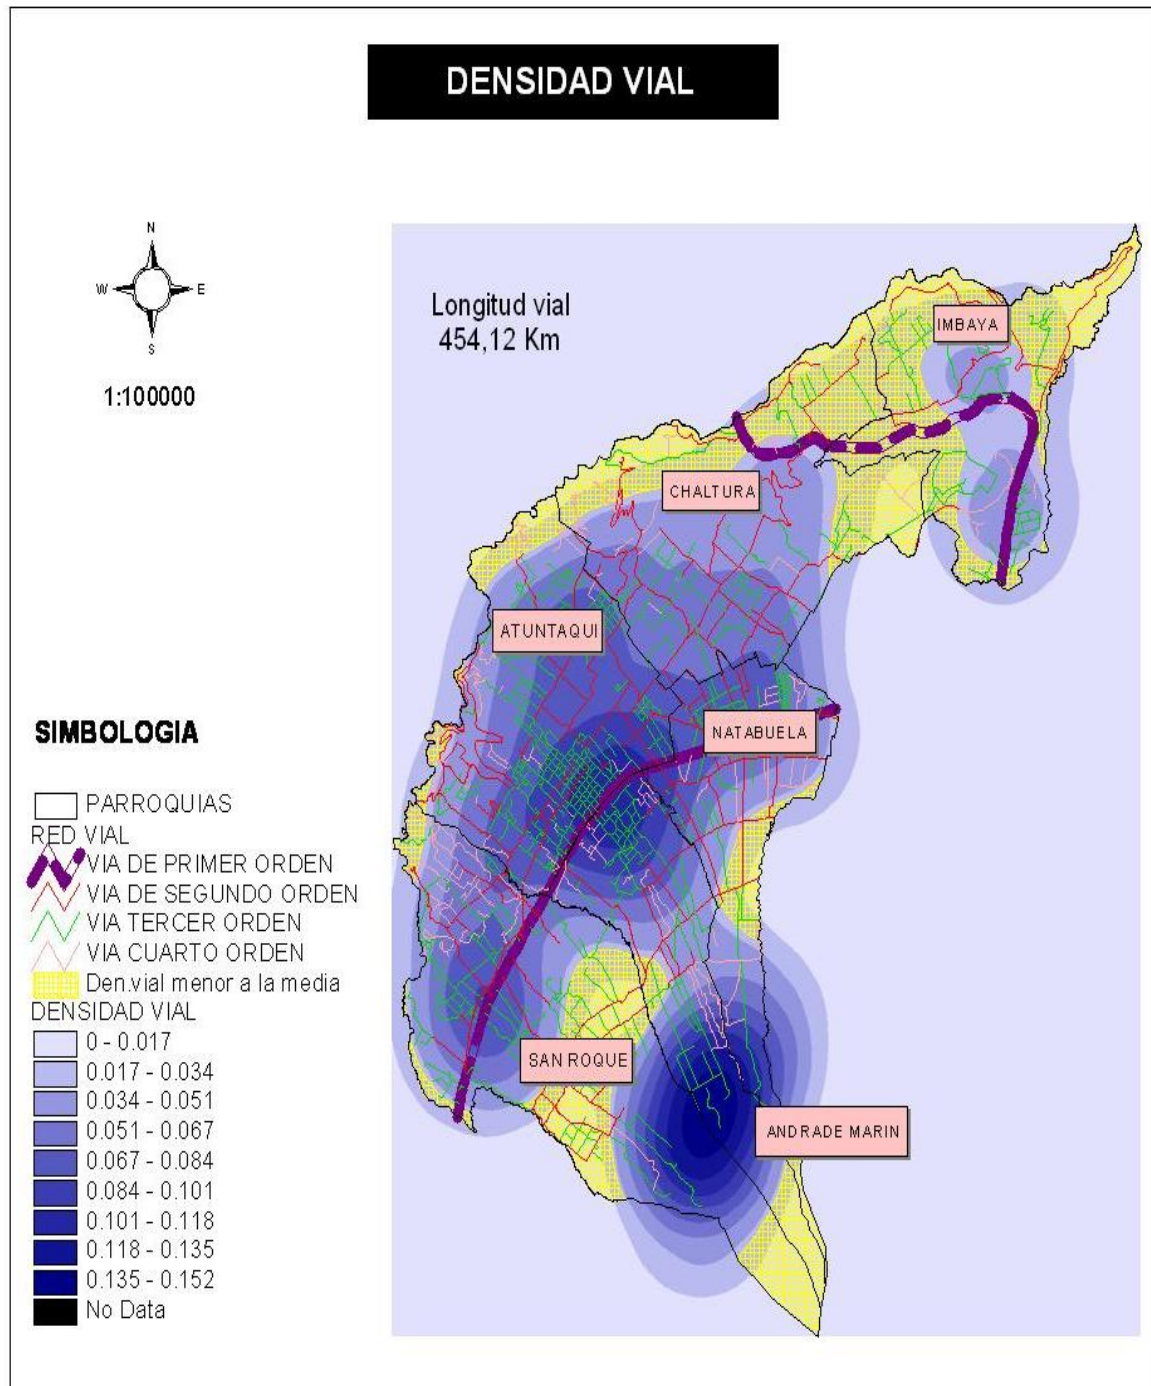 DENSIDAD VIAL
N
W
E
S
1:100000
Longitud vial
454,12 Km
IMBAYA
CHALTURA
ATUNTAQUI
NATABUELA
SAN ROQUE
ANDRADE MARIN
SIMBOLOGIA
PARROQUIAS
RED VIAL
VIA DE PRIMER ORDEN
VIA DE SEGUNDO ORDEN
VIA TERCER ORDEN
VIA CUARTO ORDEN
Den.vial menor a la media
DENSIDAD VIAL
0 - 0.017
0.017 - 0.034
0.034 - 0.051
0.051 - 0.067
0.067 - 0.084
0.084 - 0.101
0.101 - 0.118
0.118 - 0.135
0.135 - 0.152
No Data